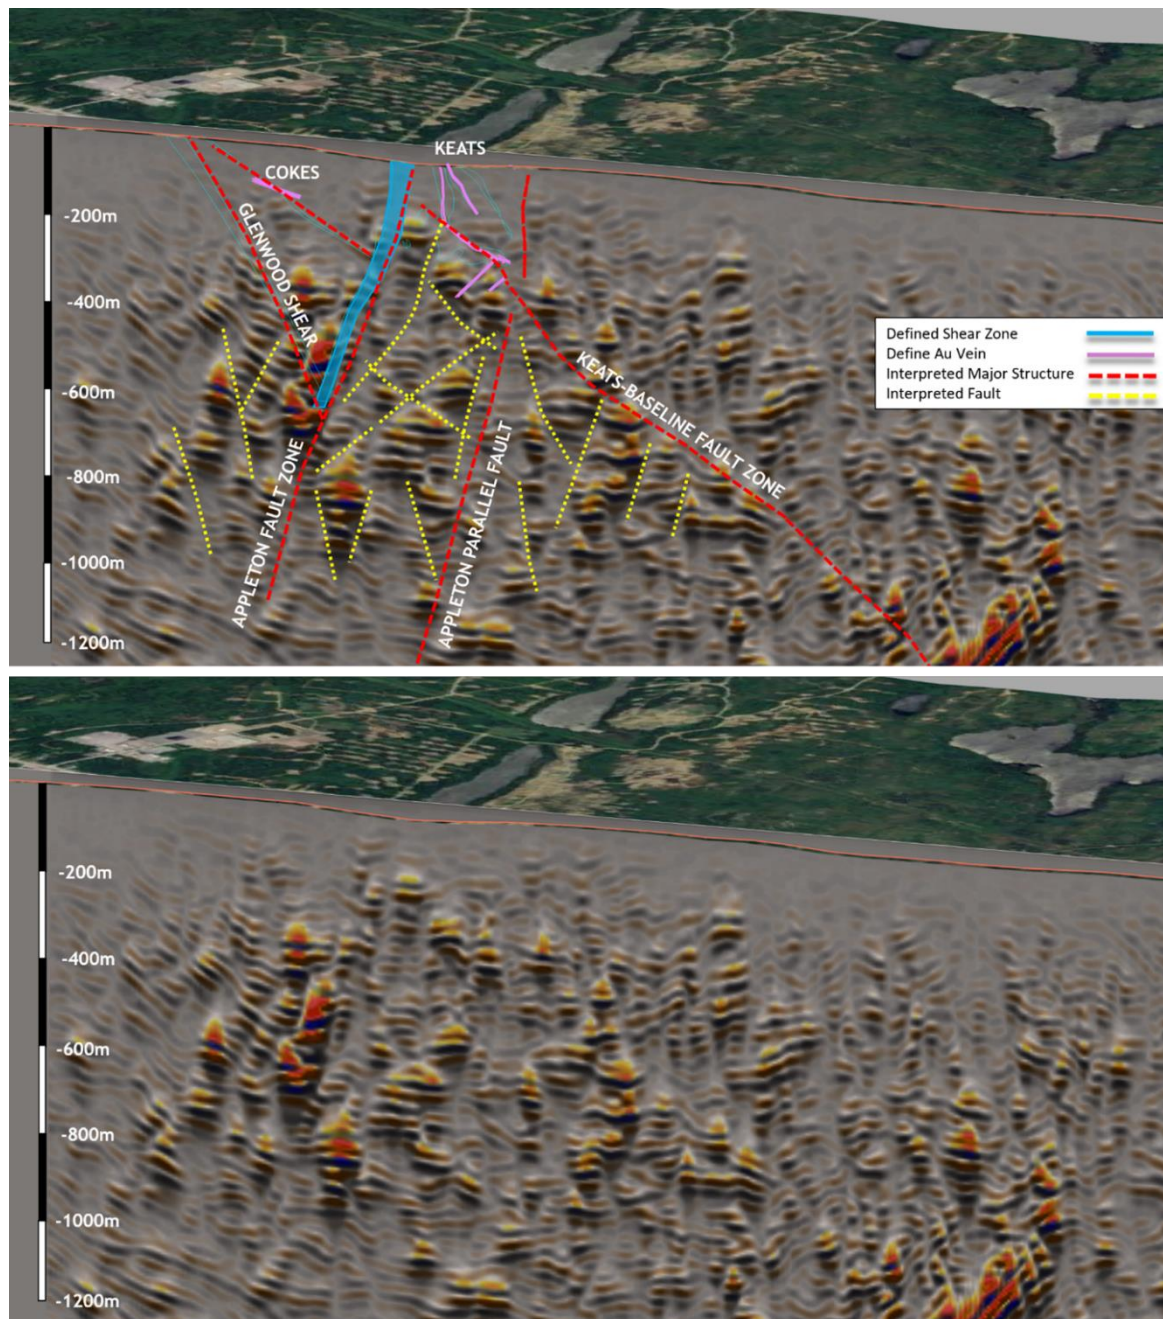 KEATS
COKES
-200m
GLENWOOD SHEAR
-400m
Defined Shear Zone
Define Au Vein
Interpreted Major Structure
Interpreted Fault
-600m
KEATS-BASELINE FAULT ZONE
-800m
APPLETON FAULT ZONE
APPLETON PARALLEL FAULT
-1000m
-1200m
-200m
-400m
-600m
-800m
-1000m
-1200m